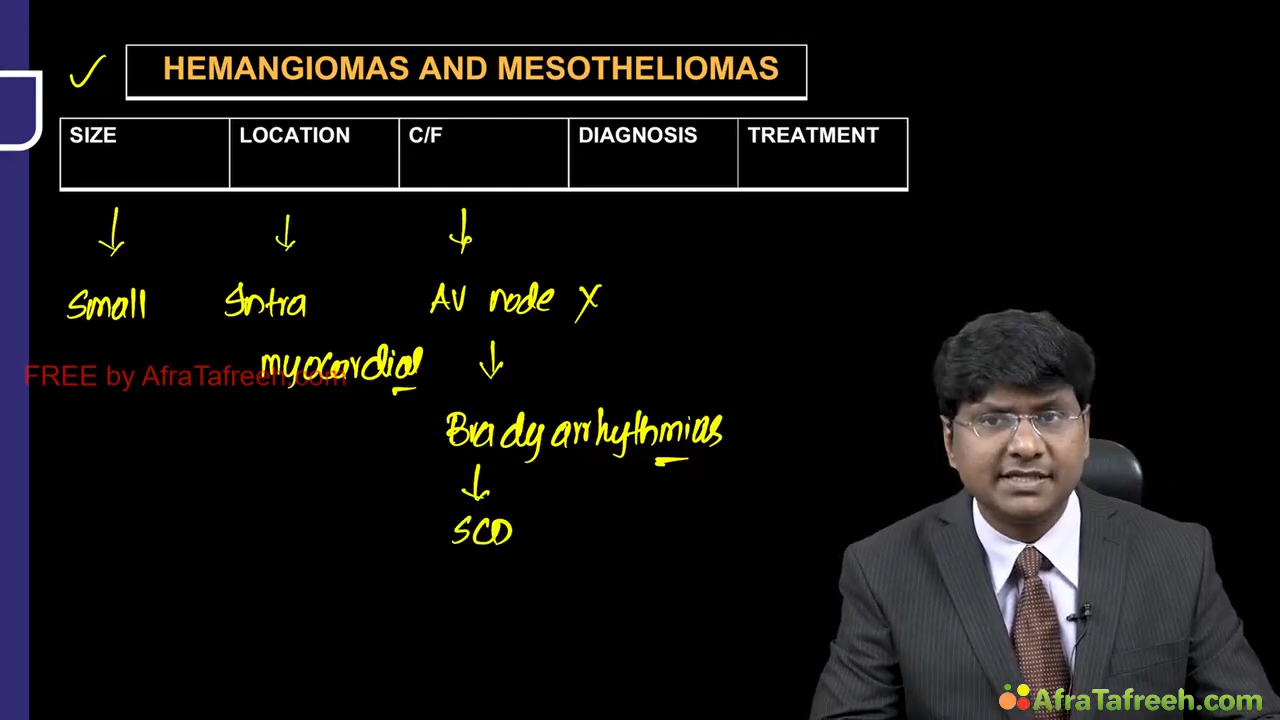 HEMANGIOMAS AND MESOTHELIOMAS
SIZE LOCATION C/F DIAGNOSIS TREATMENT
Small Intra AV node X
myocardial
FREE by AfraTafreeh.com
Bradyarrhythmias
SCD
AfraTafreeh.com